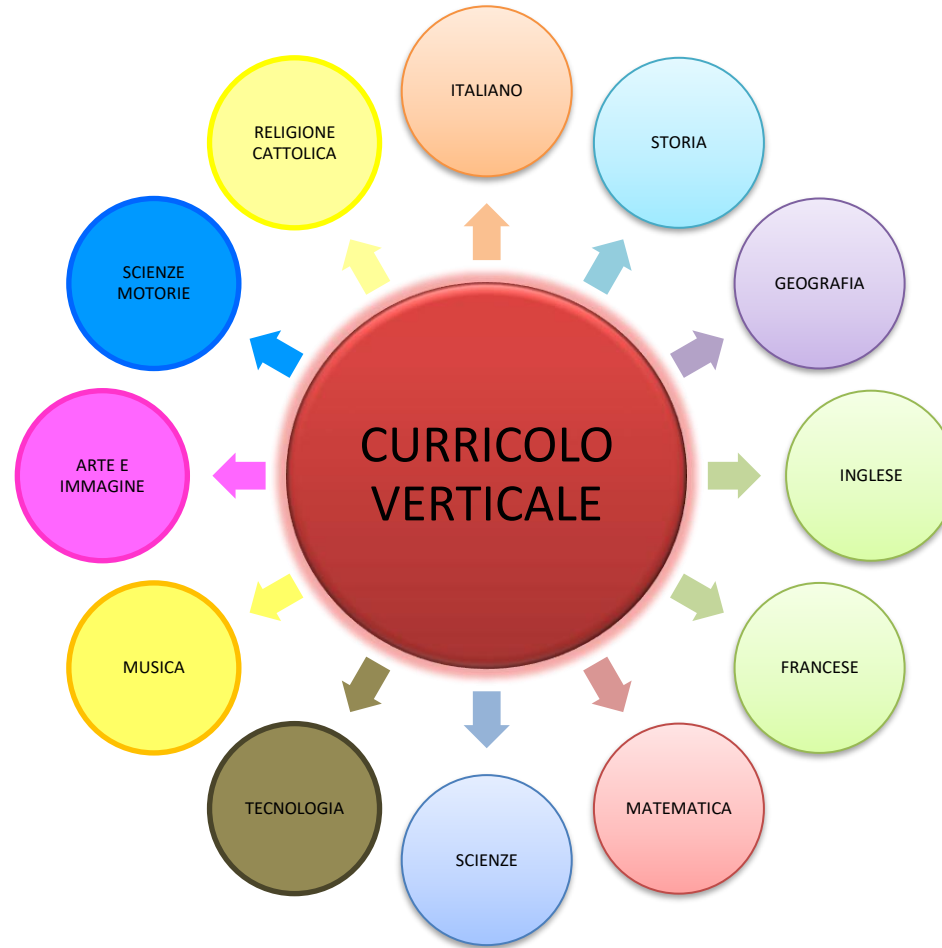 ITALIANO
STORIA
GEOGRAFIA
INGLESE
FRANCESE
MATEMATICA
SCIENZE
TECNOLOGIA
MUSICA
ARTE E
IMMAGINE
SCIENZE
MOTORIE
RELIGIONE
CATTOLICA
CURRICOLO
VERTICALE